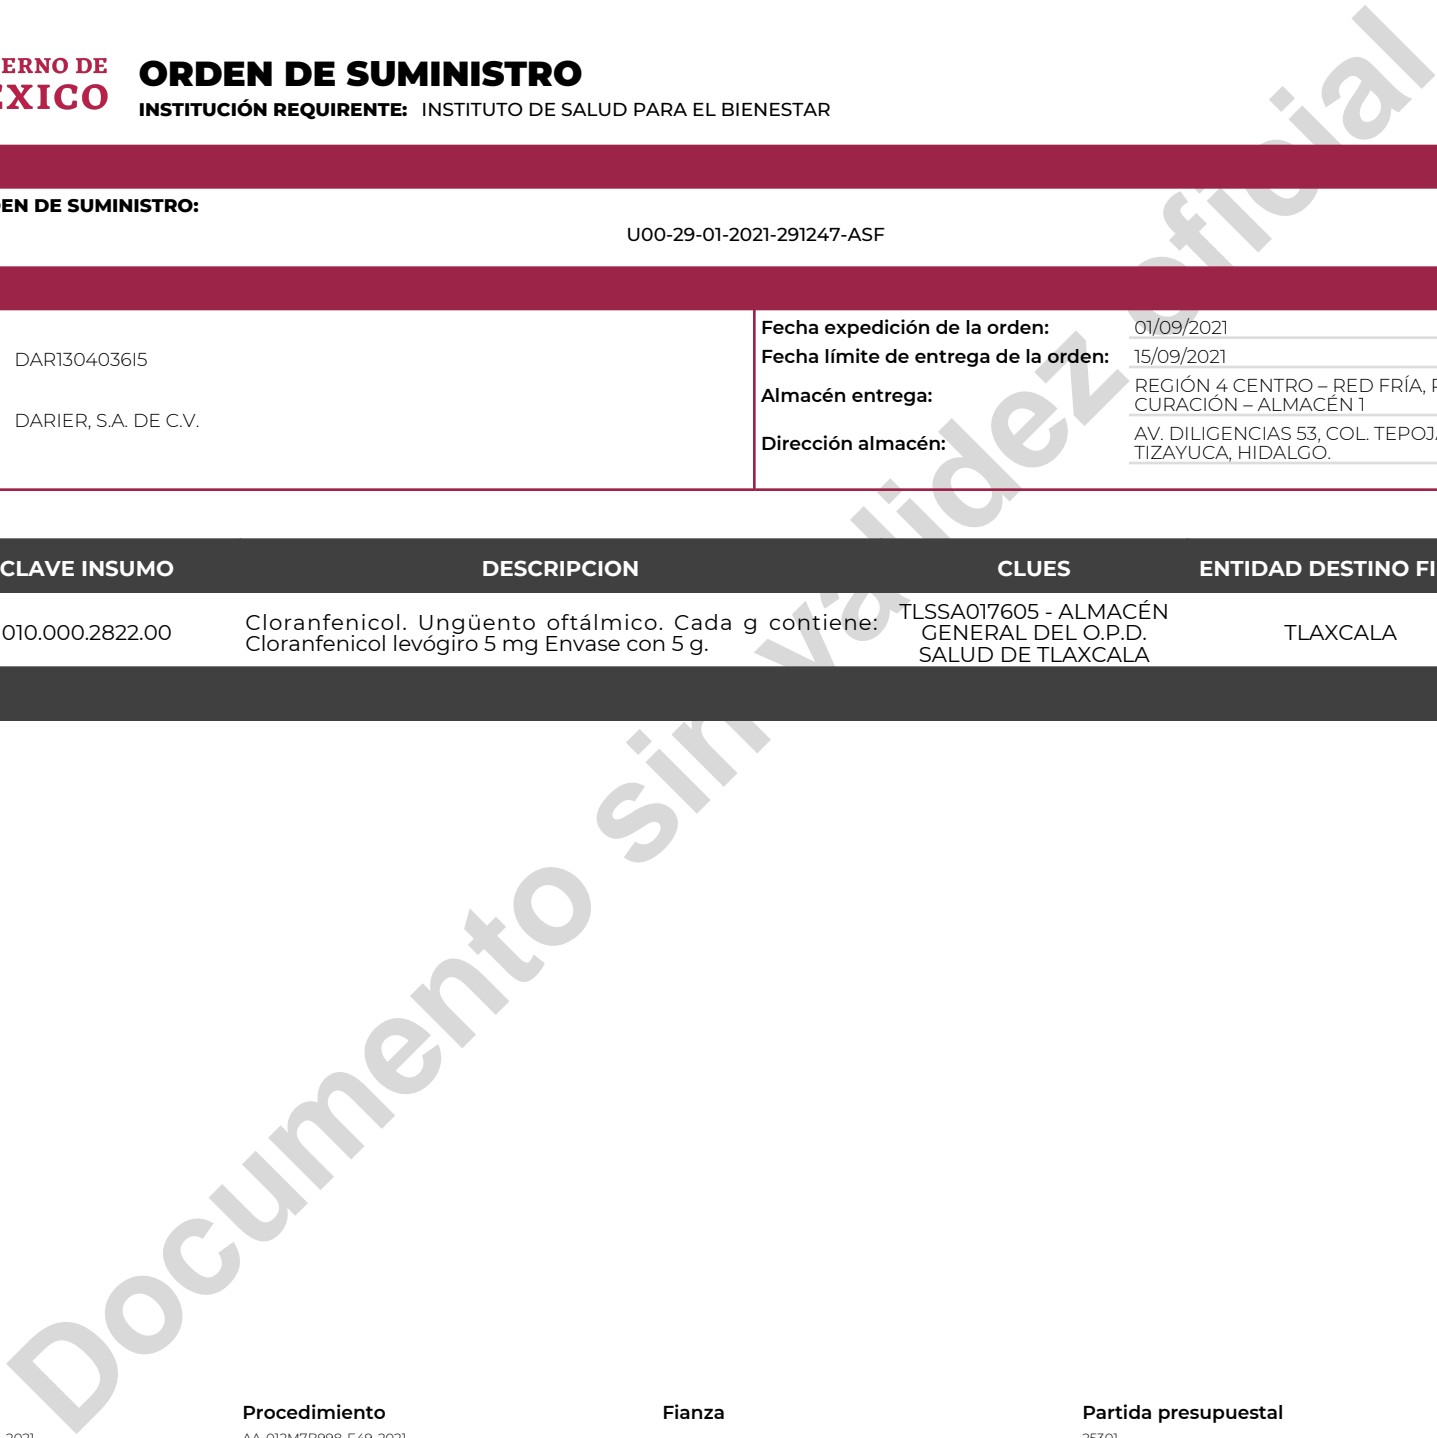 ERNO DE
ÉXICO
ORDEN DE SUMINISTRO
INSTITUCIÓN REQUIRENTE: INSTITUTO DE SALUD PARA EL BIENESTAR
EN DE SUMINISTRO:
U00-29-01-2021-291247-ASF
DAR1304036I5
DARIER, S.A. DE C.V.
Fecha expedición de la orden: 01/09/2021
Fecha límite de entrega de la orden: 15/09/2021
Almacén entrega: REGIÓN 4 CENTRO – RED FRÍA,
CURACIÓN – ALMACÉN 1
Dirección almacén: AV. DILIGENCIAS 53, COL. TEPOJ
TIZAYUCA, HIDALGO.
CLAVE INSUMO DESCRIPCION CLUES ENTIDAD DESTINO FI
010.000.2822.00
Cloranfenicol. Ungüento oftálmico. Cada g contiene:
Cloranfenicol levógiro 5 mg Envase con 5 g.
TLSSA017605 - ALMACÉN
GENERAL DEL O.P.D.
SALUD DE TLAXCALA
TLAXCALA
Documento sin validez oficial
Procedimiento Fianza Partida presupuestal